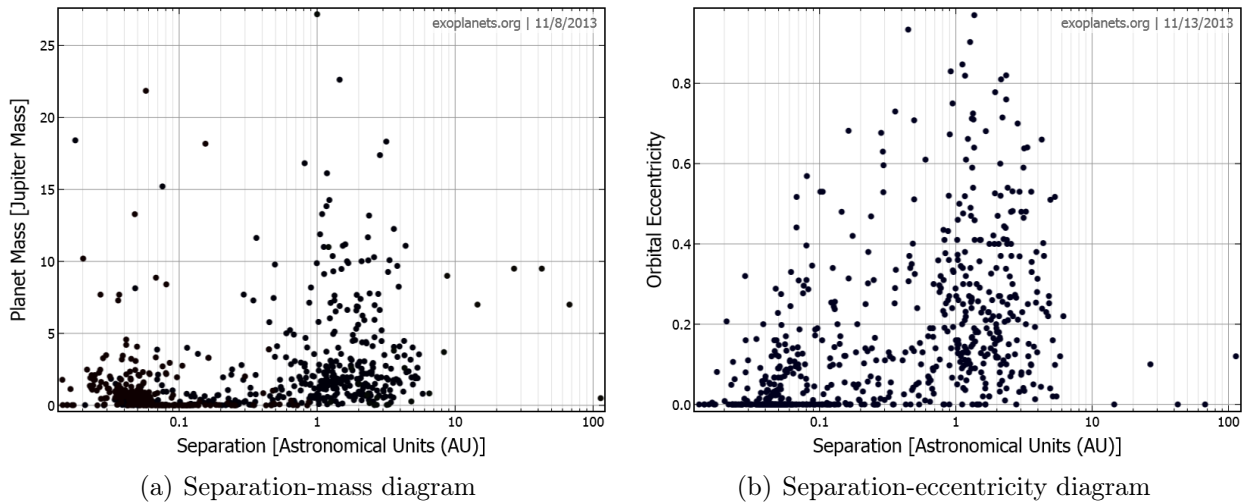 exoplanets.org | 11/8/2013
25
20
15
10
5
0
Planet Mass [Jupiter Mass]
0.1
1
10
100
Separation [Astronomical Units (AU)]
(a) Separation-mass diagram
exoplanets.org | 11/13/2013
0.8
0.6
0.4
0.2
0.0
Orbital Eccentricity
0.1
1
10
100
Separation [Astronomical Units (AU)]
(b) Separation-eccentricity diagram